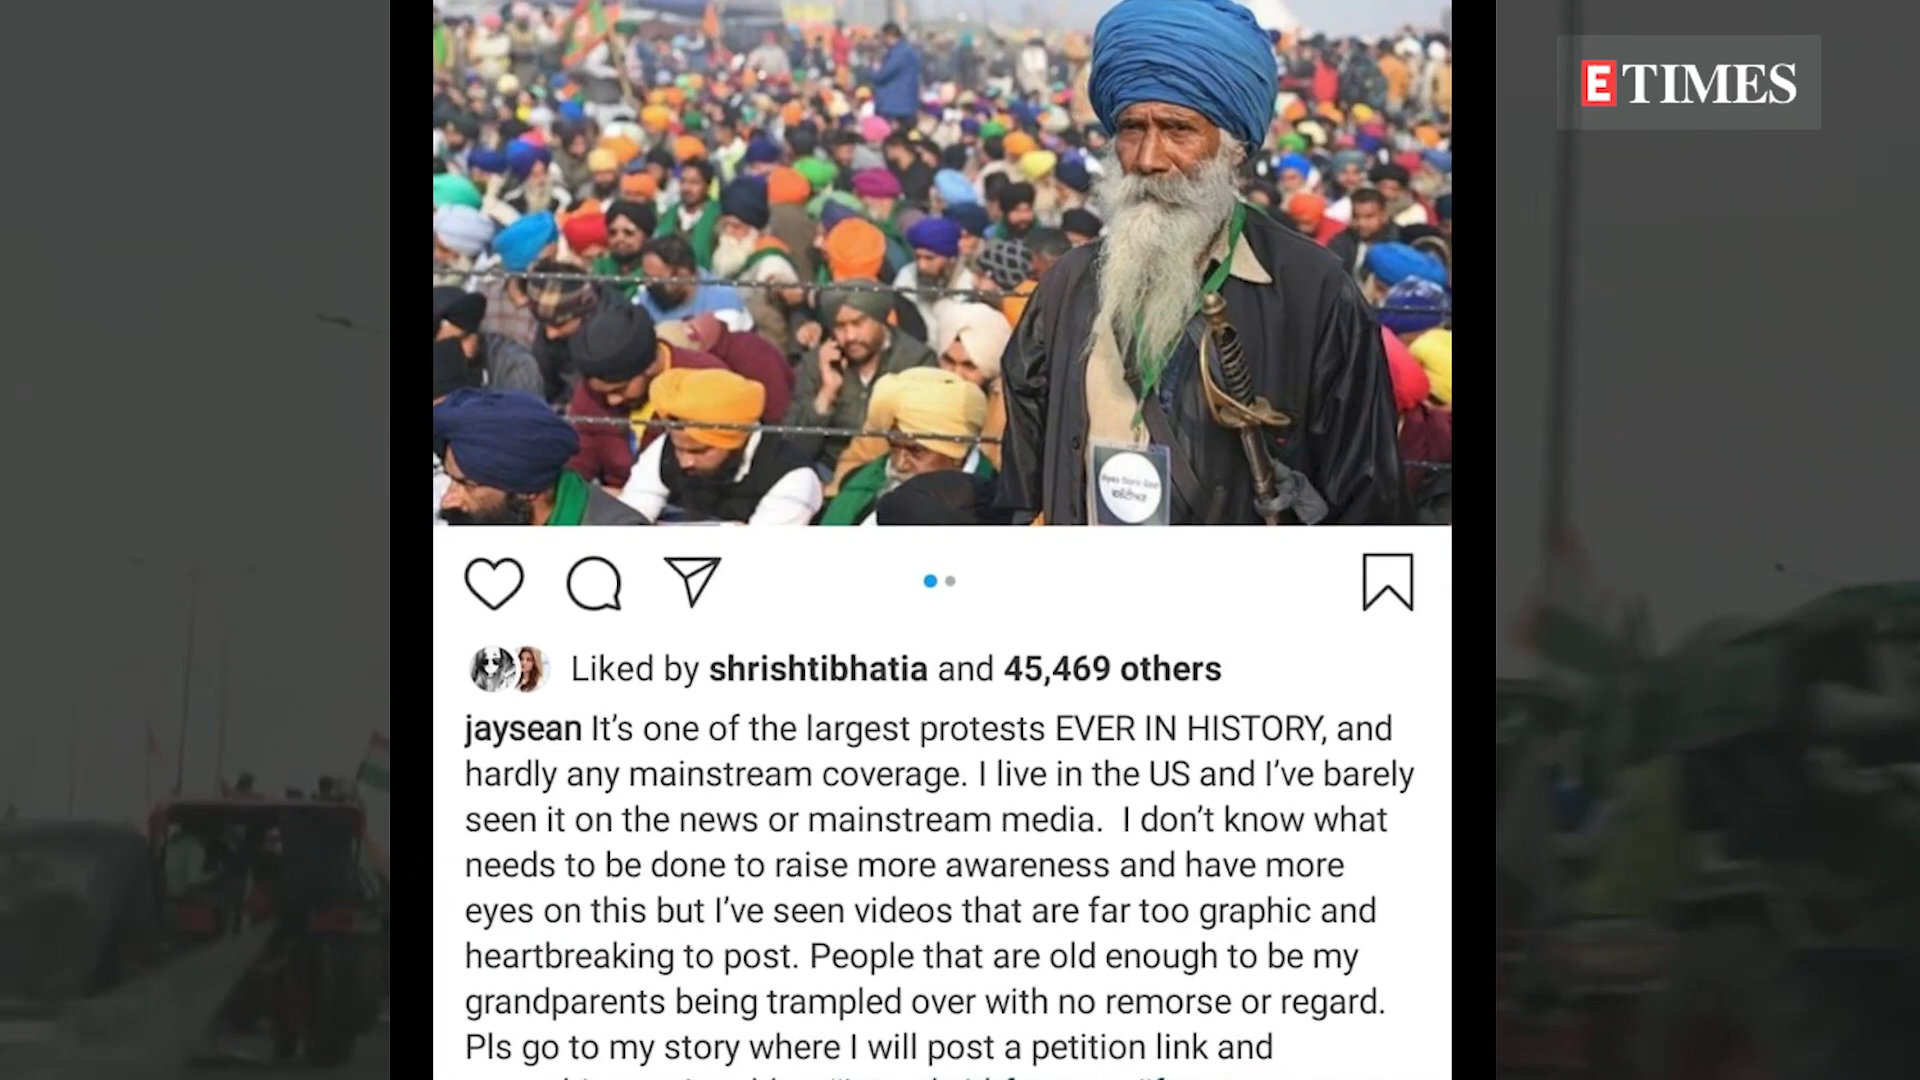 E TIMES
Liked by shrishtibhatia and 45,469 others
jaysean It's one of the largest protests EVER IN HISTORY, and
hardly any mainstream coverage. I live in the US and I've barely
seen it on the news or mainstream media. I don't know what
needs to be done to raise more awareness and have more
eyes on this but I've seen videos that are far too graphic and
heartbreaking to post. People that are old enough to be my
grandparents being trampled over with no remorse or regard.
Pls go to my story where I will post a petition link and